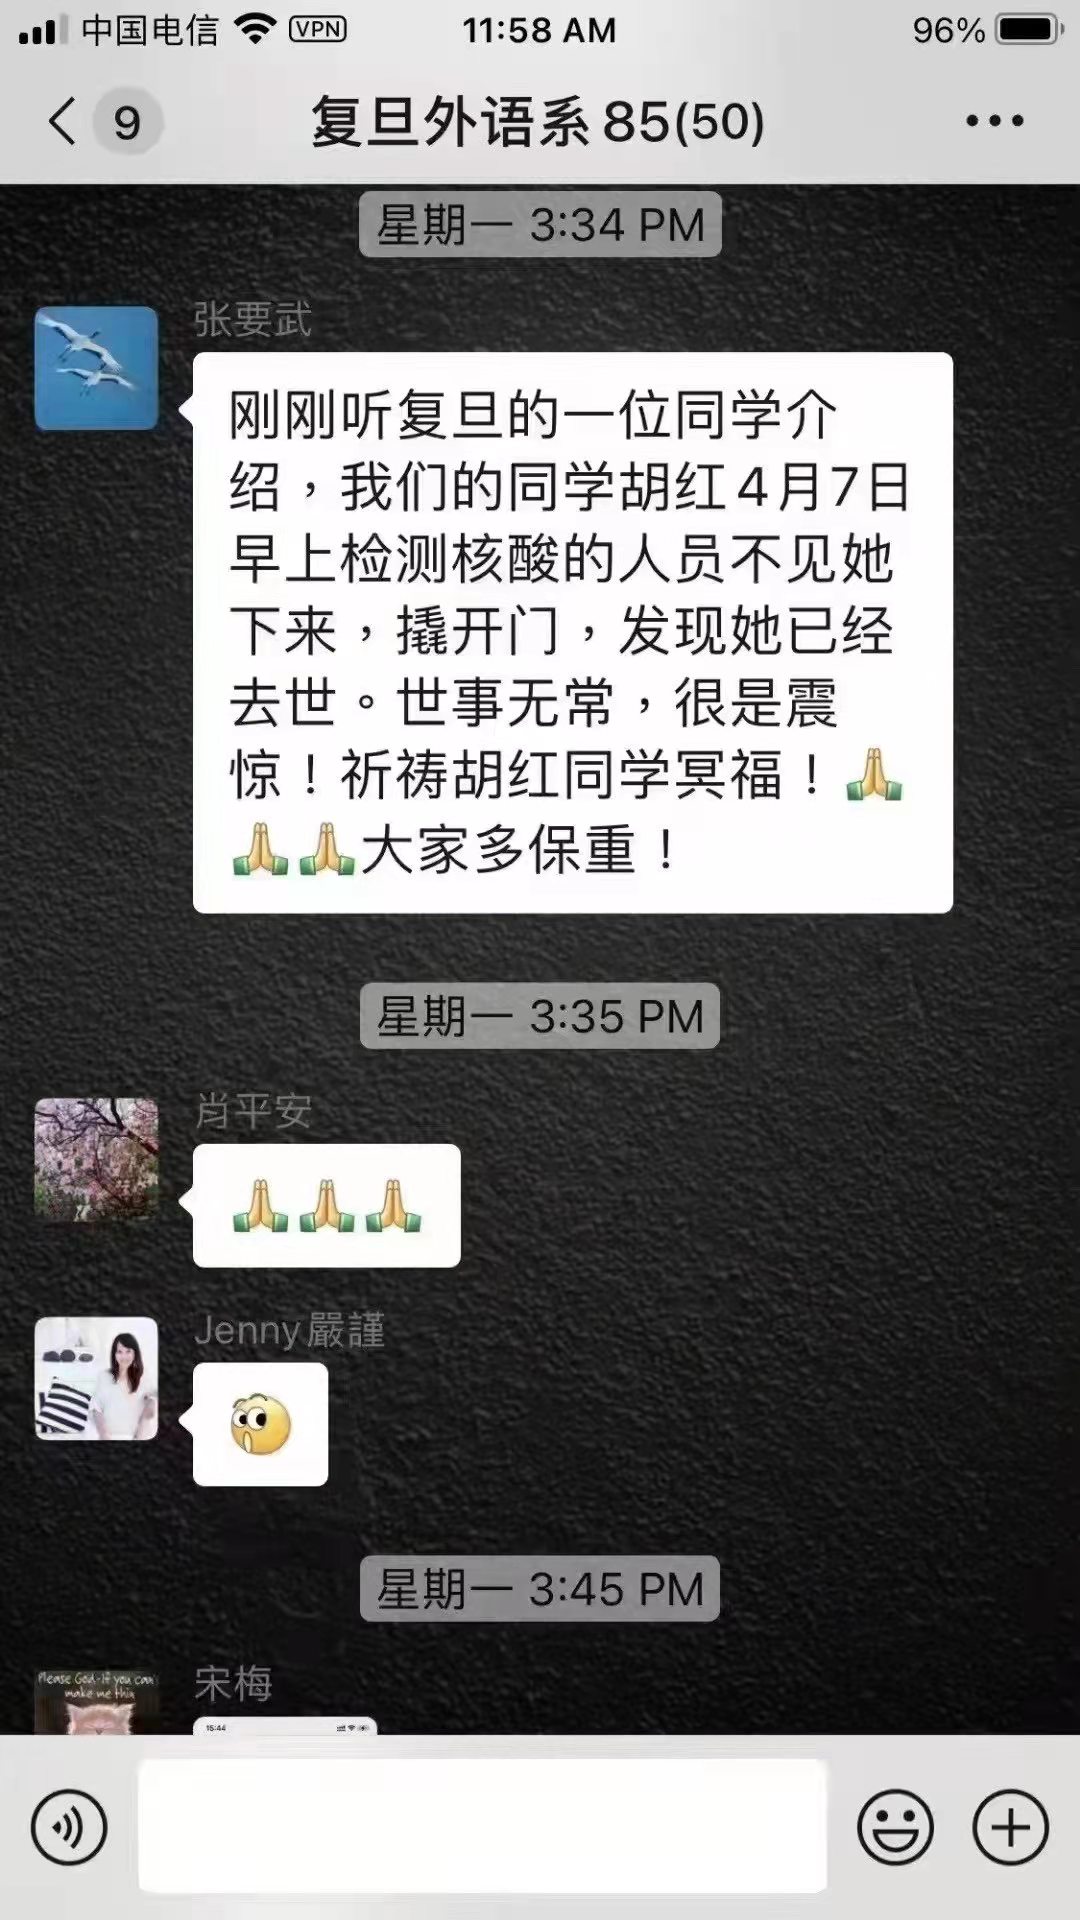 中国电信 VPN 11:58 AM 96%
9 复旦外语系85(50)
星期一 3:34 PM
张要武
刚刚听复旦的一位同学介
绍，我们的同学胡红4月7日
早上检测核酸的人员不见她
下来，撬开门，发现她已经
去世。世事无常，很是震
惊！祈祷胡红同学冥福！🙏
🙏🙏大家多保重！
星期一 3:35 PM
肖平安
🙏🙏🙏
Jenny嚴謹
星期一 3:45 PM
Please God-If you can
make me thin
宋梅
15:44